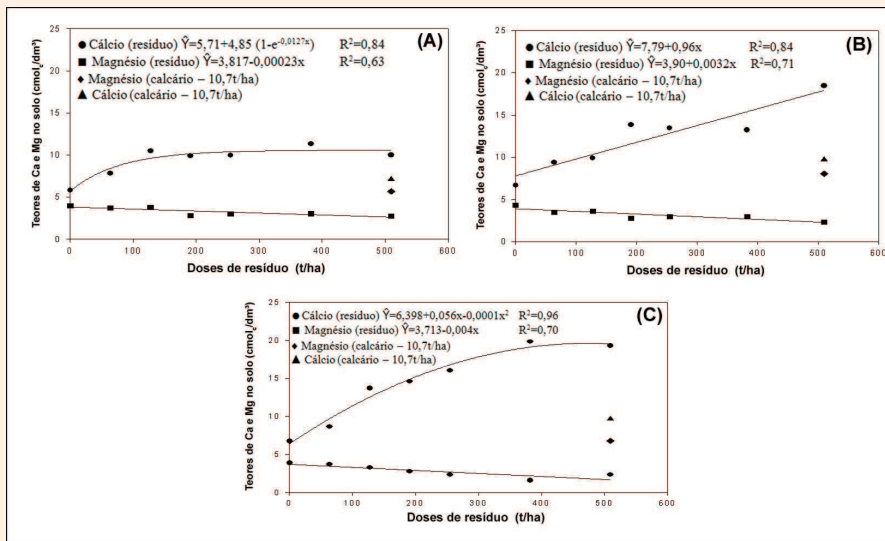 (A)
● Cálcio (resíduo) Ŷ=5,71+4,85 (1-e-0,0127x) R2=0,84
■ Magnésio (resíduo) Ŷ=3,817-0,00023x R2=0,63
◆ Magnésio (calcário – 10,7t/ha)
▲ Cálcio (calcário – 10,7t/ha)
Teores de Ca e Mg no solo (cmolc/dm³)
25
20
15
10
5
0
0 100 200 300 400 500 600
Doses de resíduo (t/ha)
(B)
● Cálcio (resíduo) Ŷ=7,79+0,96x R2=0,84
■ Magnésio (resíduo) Ŷ=3,90+0,0032x R2=0,71
◆ Magnésio (calcário – 10,7t/ha)
▲ Cálcio (calcário – 10,7t/ha)
Teores de Ca e Mg no solo (cmolc/dm³)
25
20
15
10
5
0
0 100 200 300 400 500 600
Doses de resíduo (t/ha)
(C)
● Cálcio (resíduo) Ŷ=6,398+0,056x-0,0001x2 R2=0,96
■ Magnésio (resíduo) Ŷ=3,713-0,004x R2=0,70
◆ Magnésio (calcário – 10,7t/ha)
▲ Cálcio (calcário – 10,7t/ha)
Teores de Ca e Mg no solo (cmolc/dm³)
25
20
15
10
5
0
0 100 200 300 400 500 600
Doses de resíduo (t/ha)